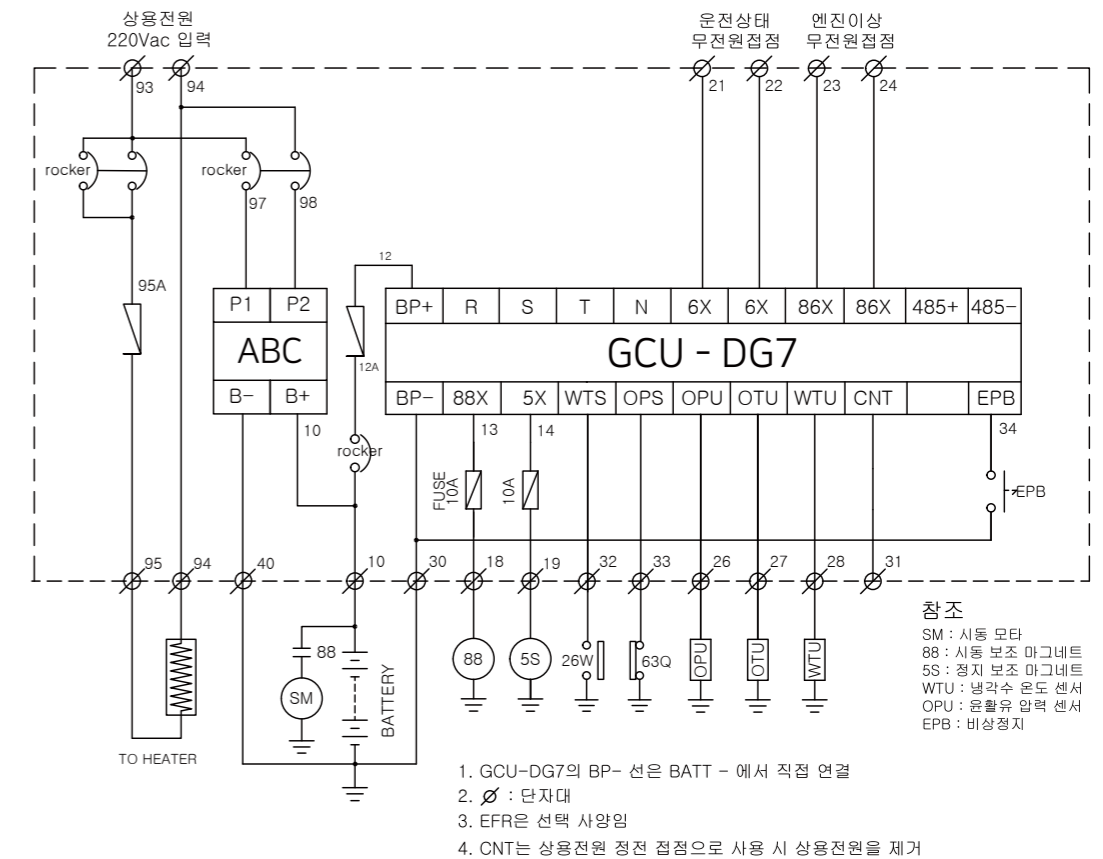 상용전원
220Vac 입력
운전상태
무전원접점
엔진이상
무전원접점
93
94
21
22
23
24
rocker
rocker
97
98
95A
12
12A
P1
P2
ABC
B-
B+
10
rocker
BP+
R
S
T
N
6X
6X
86X
86X
485+
485-
GCU - DG7
BP-
88X
5X
WTS
OPS
OPU
OTU
WTU
CNT
EPB
13
14
34
FUSE
10A
10A
EPB
95
94
40
10
30
18
19
32
33
26
27
28
31
88
SM
BATTERY
88
5S
26W
63Q
OPU
OTU
WTU
TO HEATER
참조
SM : 시동 모타
88 : 시동 보조 마그네트
5S : 정지 보조 마그네트
WTU : 냉각수 온도 센서
OPU : 윤활유 압력 센서
EPB : 비상정지
1. GCU-DG7의 BP- 선은 BATT - 에서 직접 연결
2. Ø : 단자대
3. EFR은 선택 사양임
4. CNT는 상용전원 정전 접점으로 사용 시 상용전원을 제거